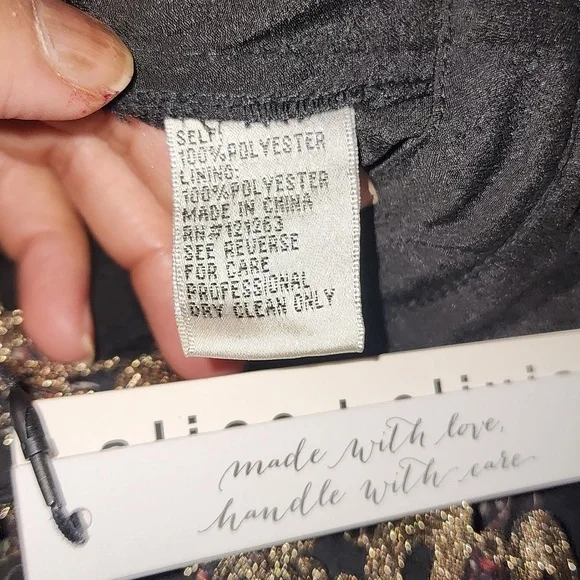 SELF:
100%POLYESTER
LINING:
100%POLYESTER
MADE IN CHINA
RN#121263
SEE REVERSE
FOR CARE
PROFESSIONAL
DRY CLEAN ONLY
made with love,
handle with care